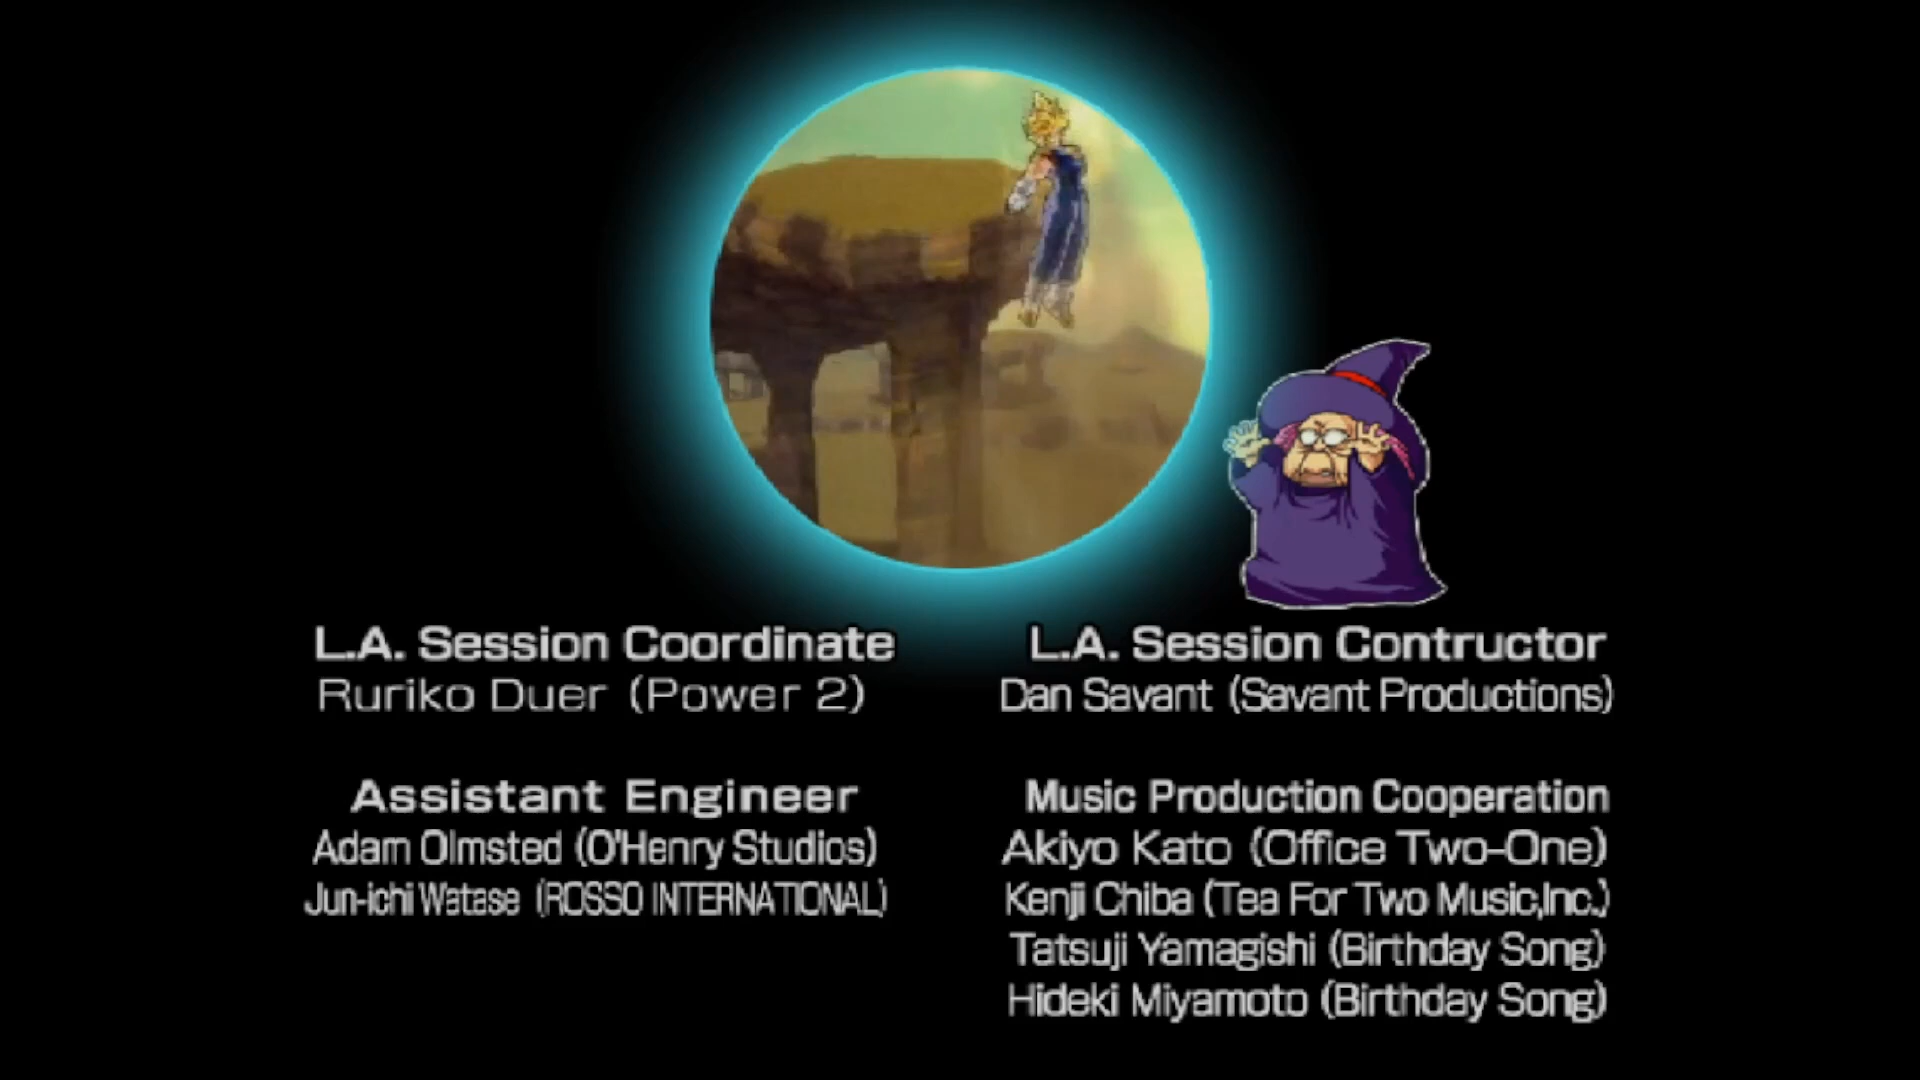 L.A. Session Coordinate
Ruriko Duer (Power 2)
Assistant Engineer
Adam Olmsted (O'Henry Studios)
Jun-ichi Watase (ROSSO INTERNATIONAL)
L.A. Session Contructor
Dan Savant (Savant Productions)
Music Production Cooperation
Akiyo Kato (Office Two-One)
Kenji Chiba (Tea For Two Music,Inc.)
Tatsuji Yamagishi (Birthday Song)
Hideki Miyamoto (Birthday Song)